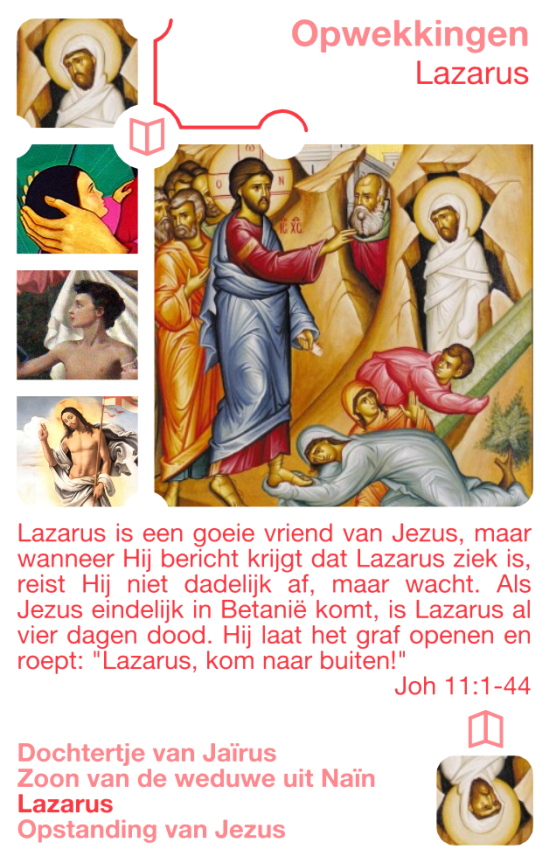 Opwekkingen
Lazarus
O
N
IC XC
Lazarus is een goeie vriend van Jezus, maar
wanneer Hij bericht krijgt dat Lazarus ziek is,
reist Hij niet dadelijk af, maar wacht. Als
Jezus eindelijk in Betanië komt, is Lazarus al
vier dagen dood. Hij laat het graf openen en
roept: "Lazarus, kom naar buiten!"
Joh 11:1-44
Dochtertje van Jaïrus
Zoon van de weduwe uit Naïn
Lazarus
Opstanding van Jezus